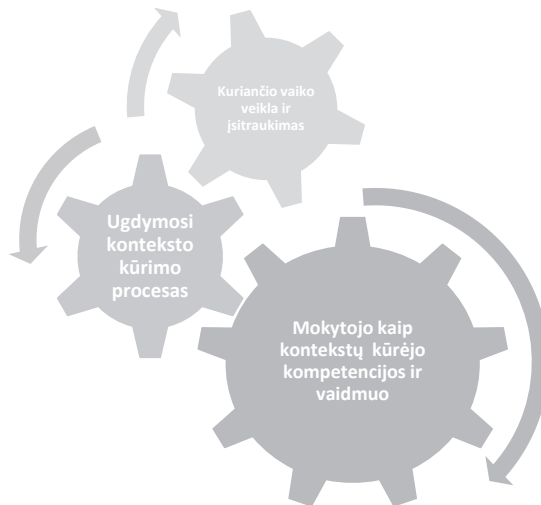 Kuriančio vaiko
veikla ir
įsitraukimas
Ugdymosi
konteksto
kūrimo
procesas
Mokytojo kaip
kontekstų kūrėjo
kompetencijos ir
vaidmuo